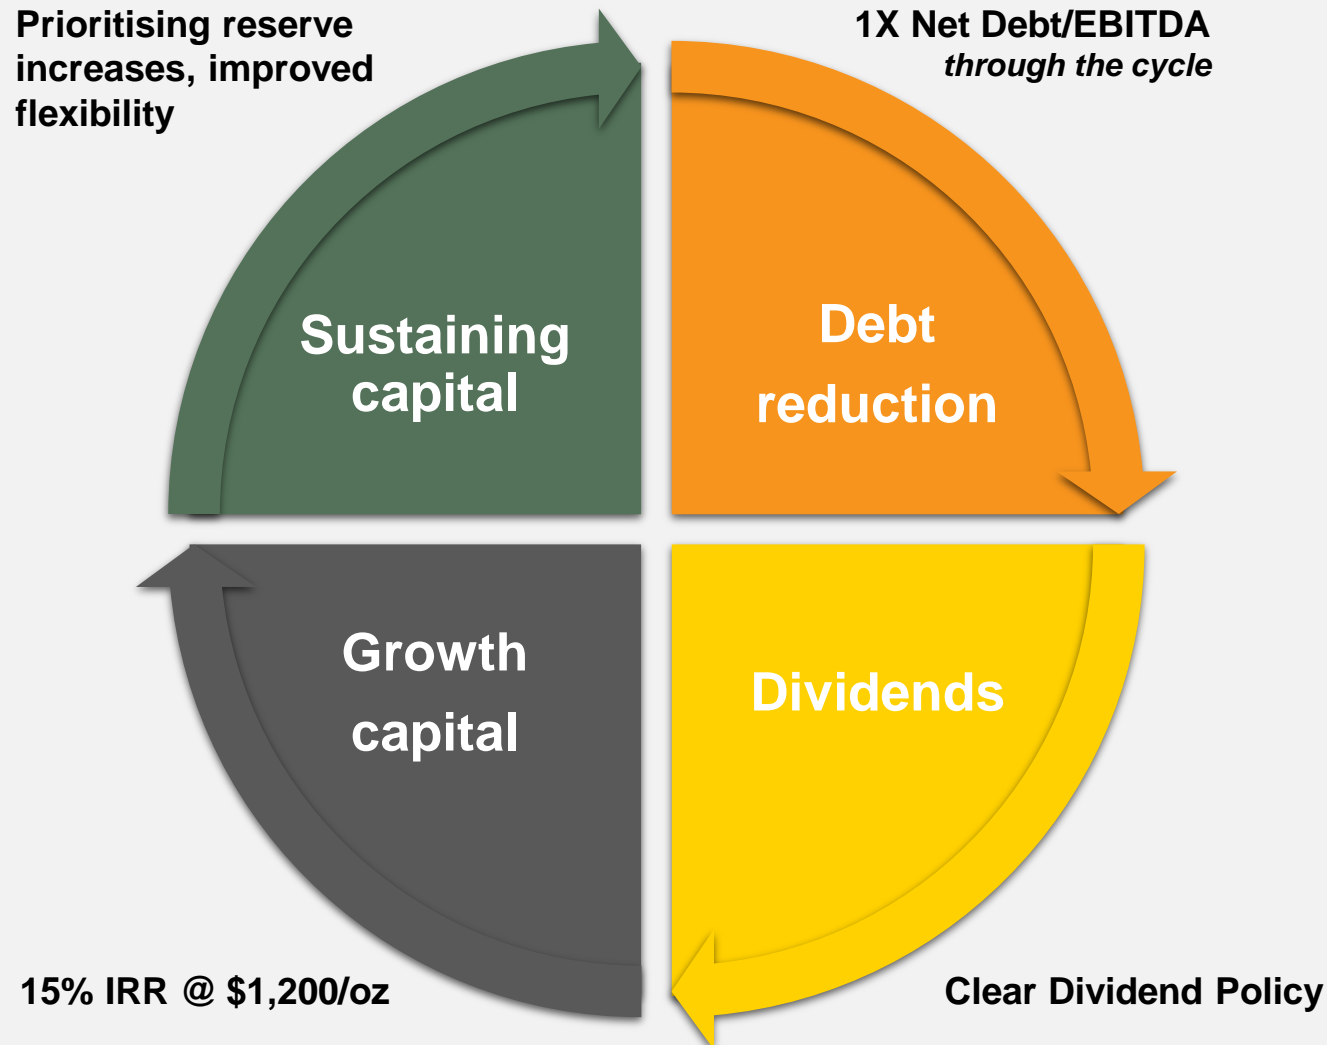 Prioritising reserve
increases, improved
flexibility
1X Net Debt/EBITDA
through the cycle
Sustaining
capital
Debt
reduction
Growth
capital
Dividends
15% IRR @ $1,200/oz
Clear Dividend Policy